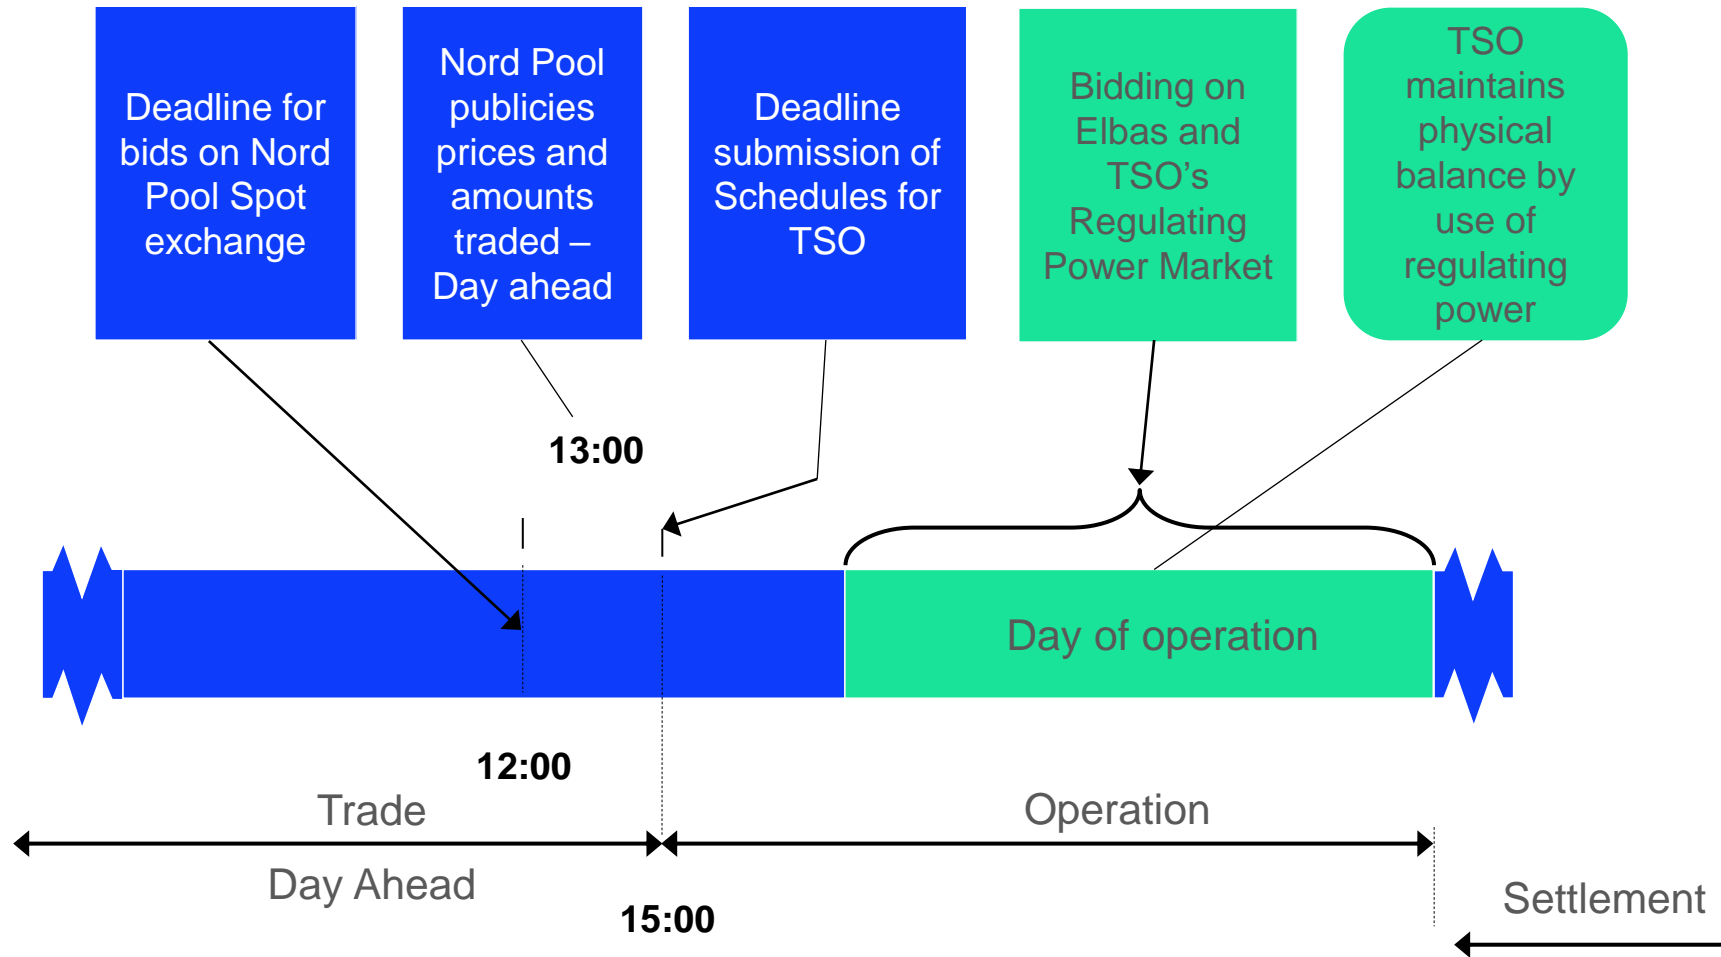 Deadline for
bids on Nord
Pool Spot
exchange
Nord Pool
publicies
prices and
amounts
traded –
Day ahead
Deadline
submission of
Schedules for
TSO
Bidding on
Elbas and
TSO’s
Regulating
Power Market
TSO
maintains
physical
balance by
use of
regulating
power
13:00
Day of operation
12:00
Trade
Operation
Day Ahead
15:00
Settlement